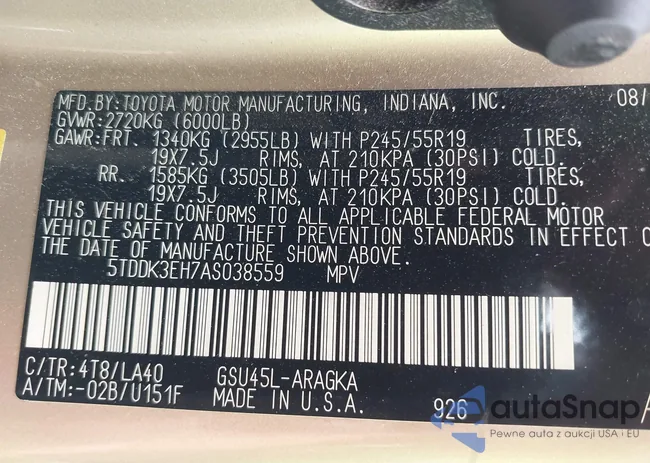 MFD.BY:TOYOTA MOTOR MANUFACTURING, INDIANA, INC. 08/
GVWR:2720KG (6000LB)
GAWR:FRT. 1340KG (2955LB) WITH P245/55R19 TIRES,
19X7.5J RIMS, AT 210KPA (30PSI) COLD.
RR. 1585KG (3505LB) WITH P245/55R19 TIRES,
19X7.5J RIMS, AT 210KPA (30PSI) COLD.
THIS VEHICLE CONFORMS TO ALL APPLICABLE FEDERAL MOTOR
VEHICLE SAFETY AND THEFT PREVENTION STANDARDS IN EFFECT
THE DATE OF MANUFACTURE SHOWN ABOVE.
5TDDK3EH7AS038559 MPV
C/TR:4T8/LA40 GSU45L-ARAGKA
A/TM:-02B/U151F MADE IN U.S.A. 926
autaSnap
Pewne auta z aukcji USA i EU